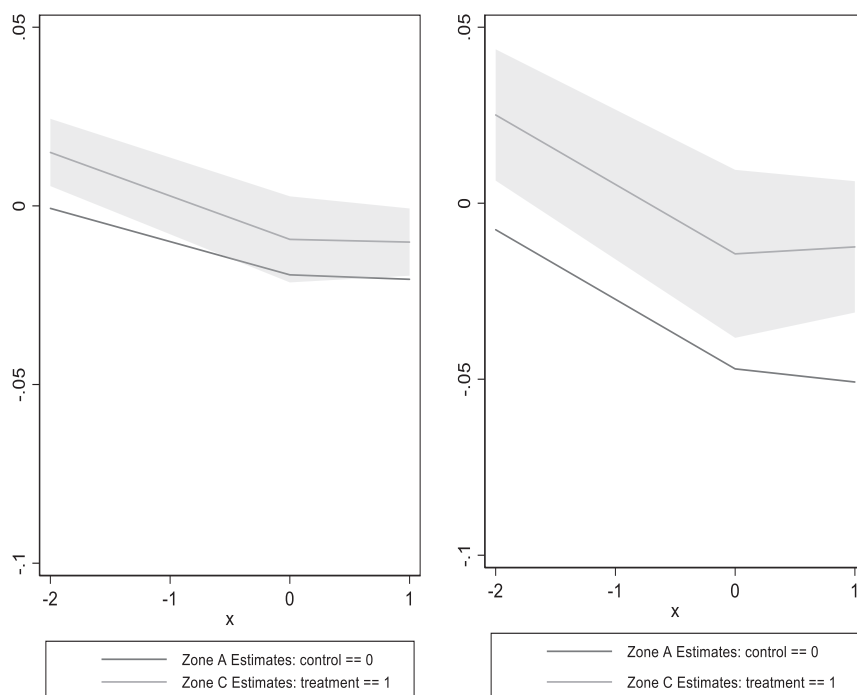 .05
0
-.05
-.1
-2
-1
0
1
x
Zone A Estimates: control == 0
Zone C Estimates: treatment == 1
.05
0
-.05
-.1
-2
-1
0
1
x
Zone A Estimates: control == 0
Zone C Estimates: treatment == 1